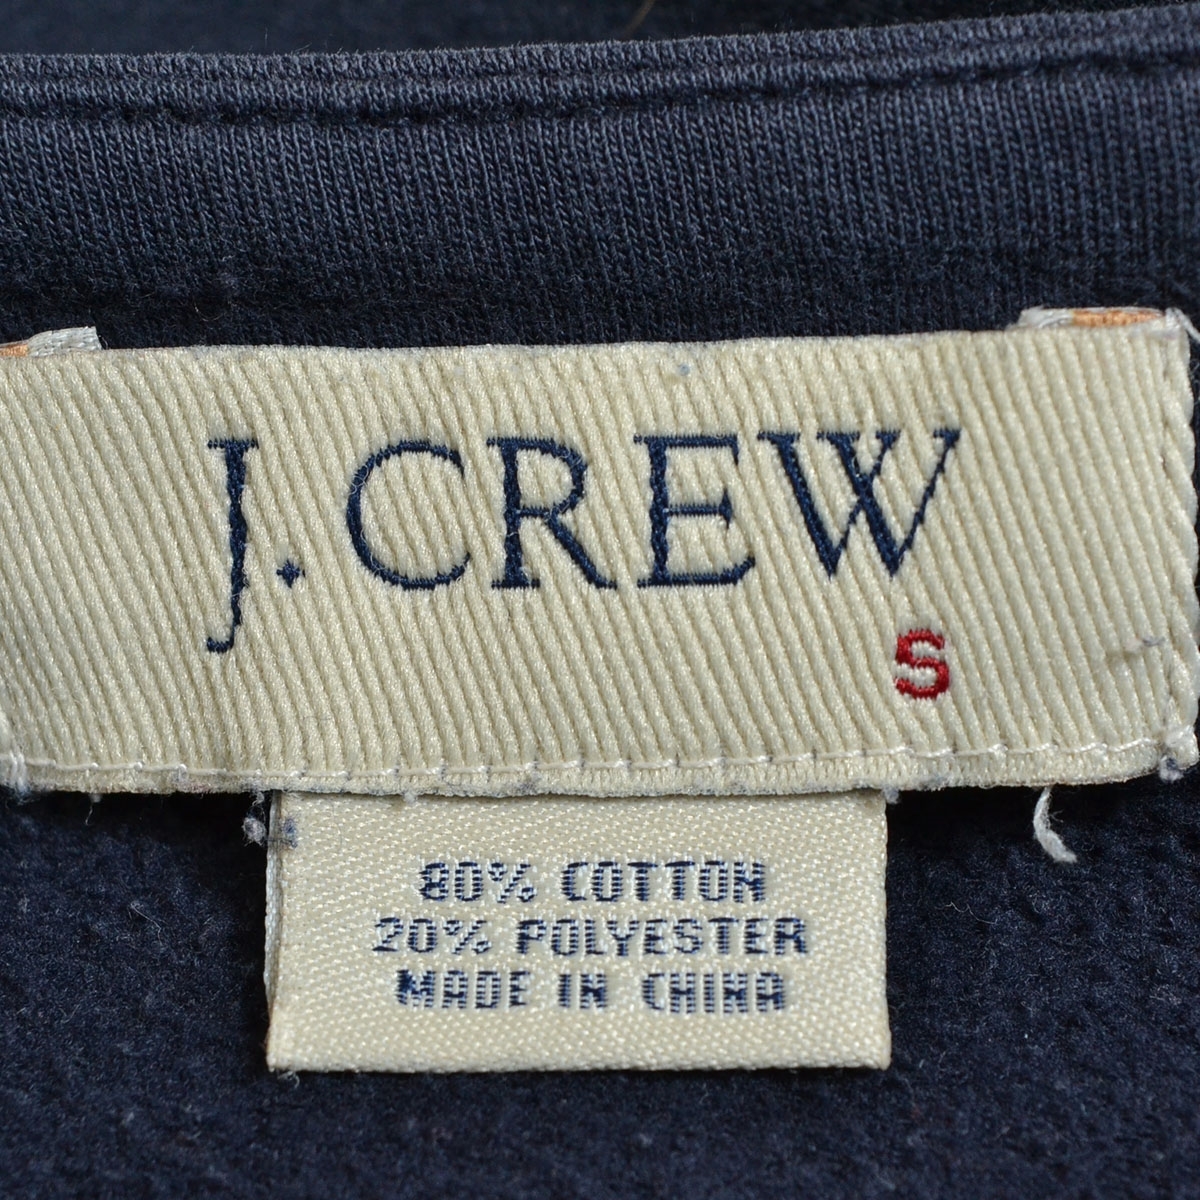 J. CREW
S
80% COTTON
20% POLYESTER
MADE IN CHINA